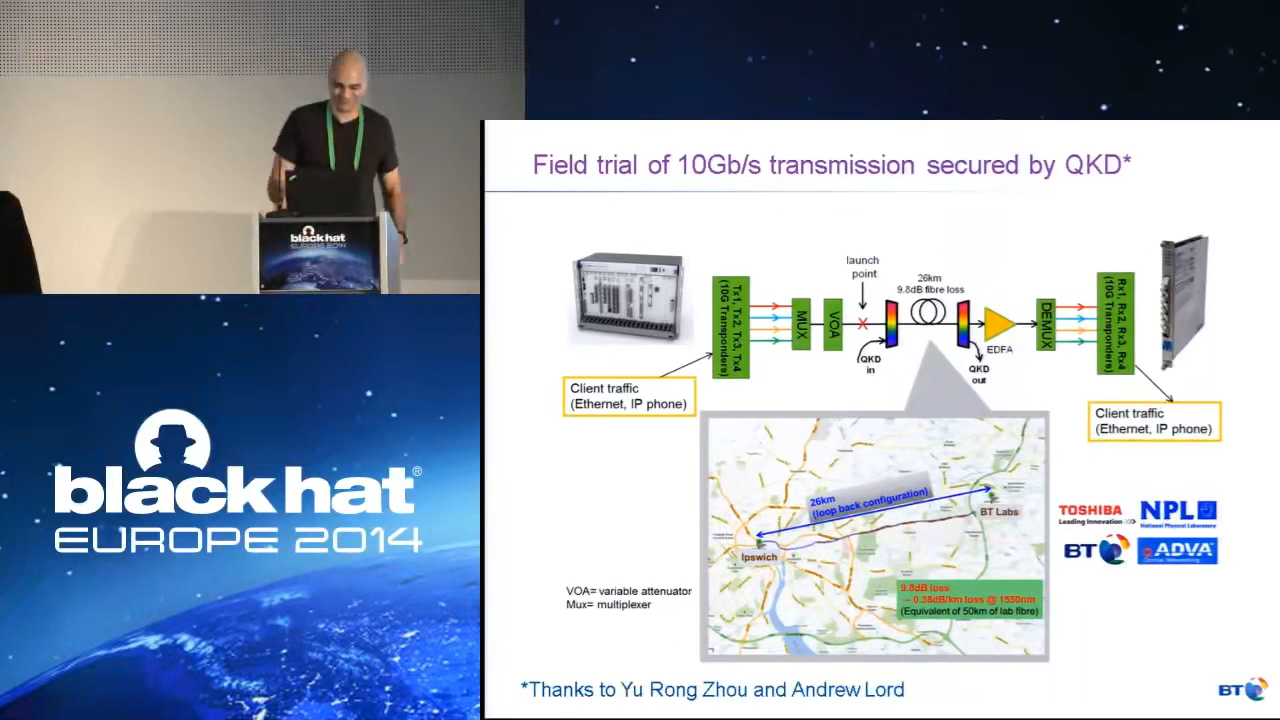 black hat
EUROPE 2014
black hat®
EUROPE 2014
Field trial of 10Gb/s transmission secured by QKD*
launch
point
26km
9.8dB fibre loss
Tx1, Tx2, Tx3, Tx4
(10G Transponders)
MUX
VOA
QKD
in
QKD
out
EDFA
DEMUX
Rx1, Rx2, Rx3, Rx4
(10G Transponders)
Client traffic
(Ethernet, IP phone)
Client traffic
(Ethernet, IP phone)
26km
(loop back configuration)
BT Labs
Ipswich
9.8dB loss
~ 0.38dB/km loss @ 1550nm
(Equivalent of 50km of lab fibre)
VOA= variable attenuator
Mux= multiplexer
TOSHIBA
Leading Innovation >>>
NPL
National Physical Laboratory
BT
ADVA
Optical Networking
*Thanks to Yu Rong Zhou and Andrew Lord
BT